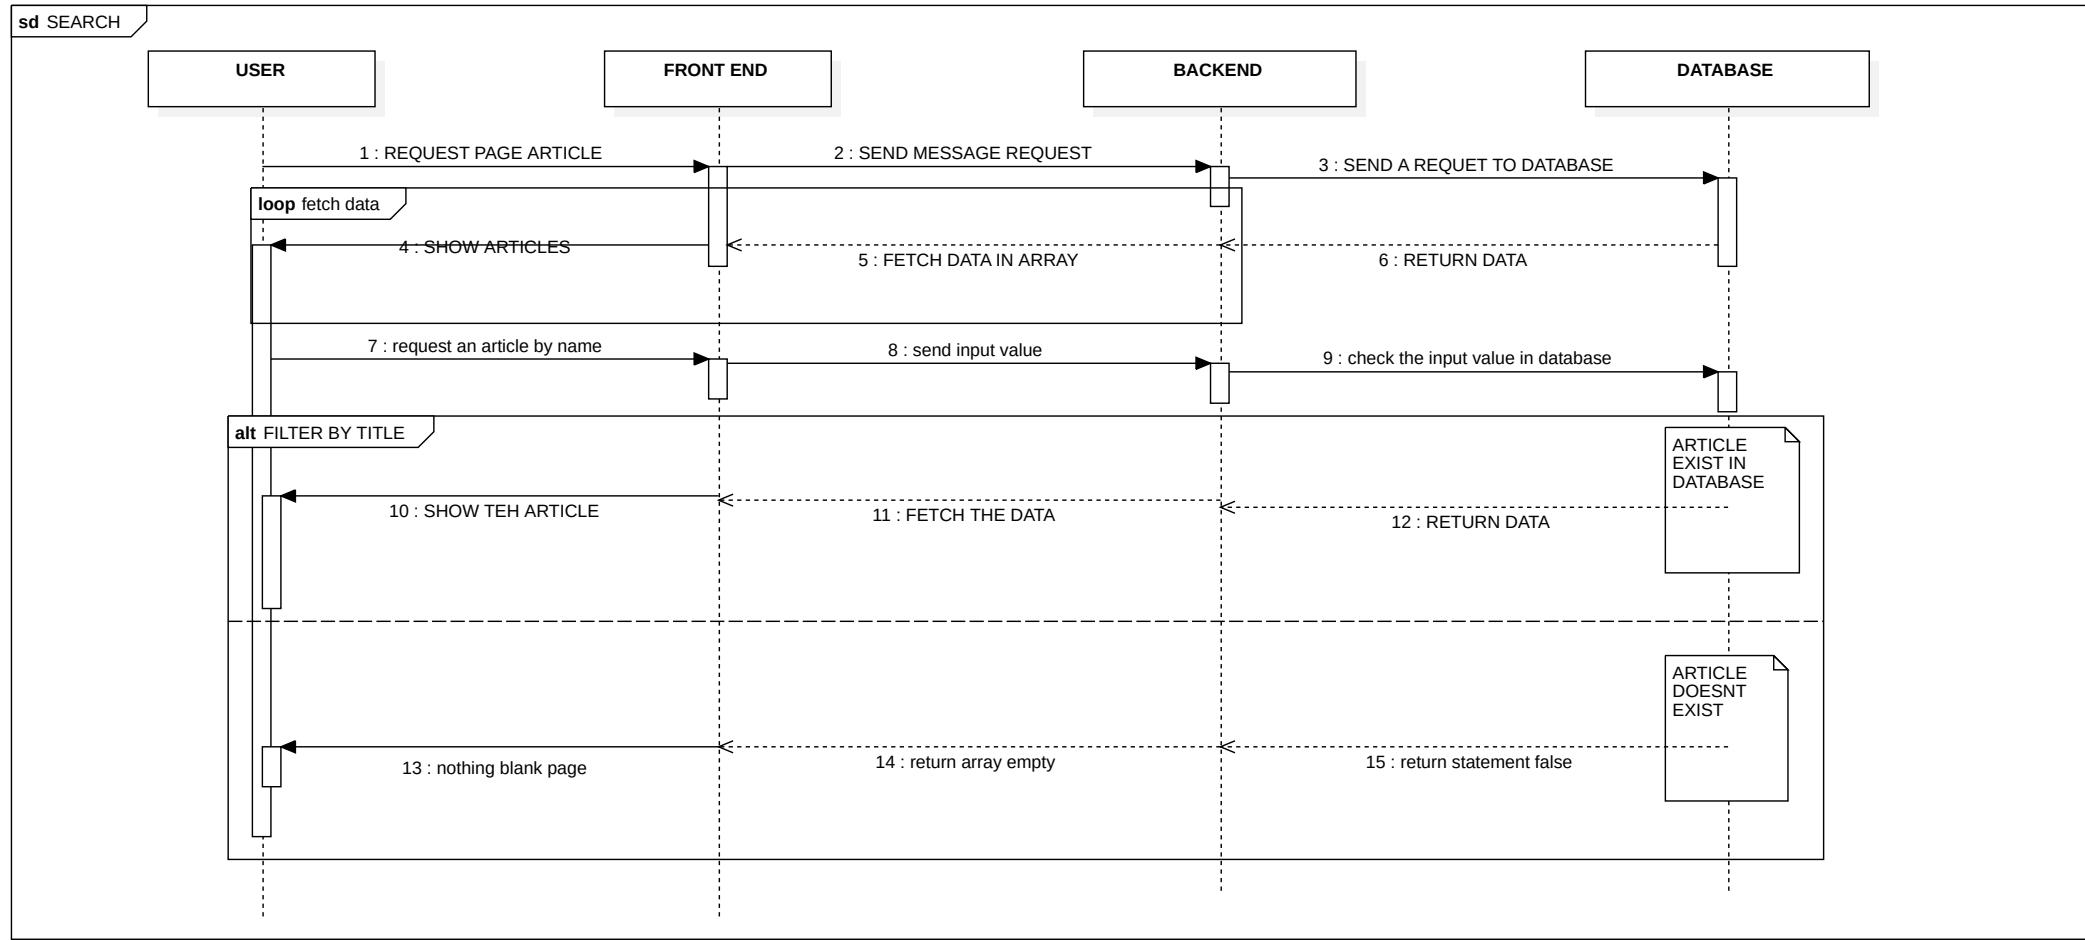 sd SEARCH
USER
FRONT END
BACKEND
DATABASE
1 : REQUEST PAGE ARTICLE
2 : SEND MESSAGE REQUEST
3 : SEND A REQUET TO DATABASE
loop fetch data
4 : SHOW ARTICLES
5 : FETCH DATA IN ARRAY
6 : RETURN DATA
7 : request an article by name
8 : send input value
9 : check the input value in database
alt FILTER BY TITLE
ARTICLE
EXIST IN
DATABASE
10 : SHOW TEH ARTICLE
11 : FETCH THE DATA
12 : RETURN DATA
ARTICLE
DOESNT
EXIST
13 : nothing blank page
14 : return array empty
15 : return statement false